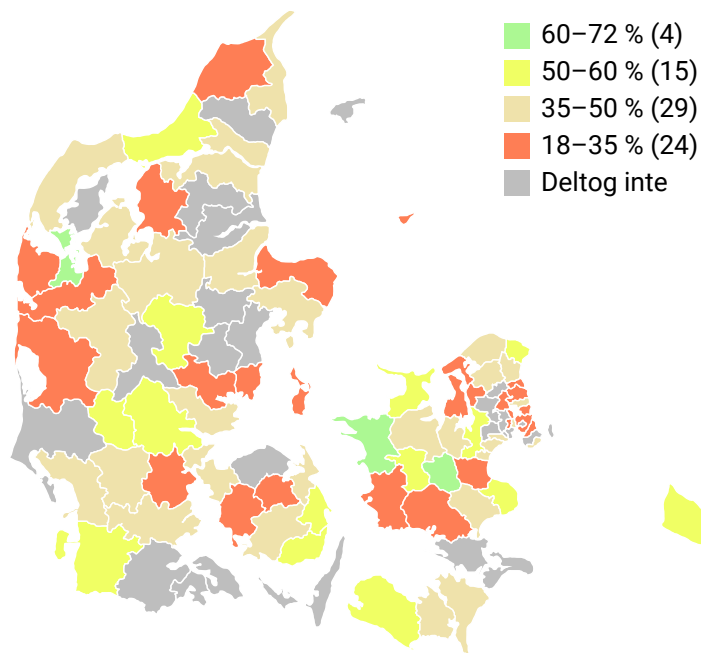 60–72 % (4)
50–60 % (15)
35–50 % (29)
18–35 % (24)
Deltog inte